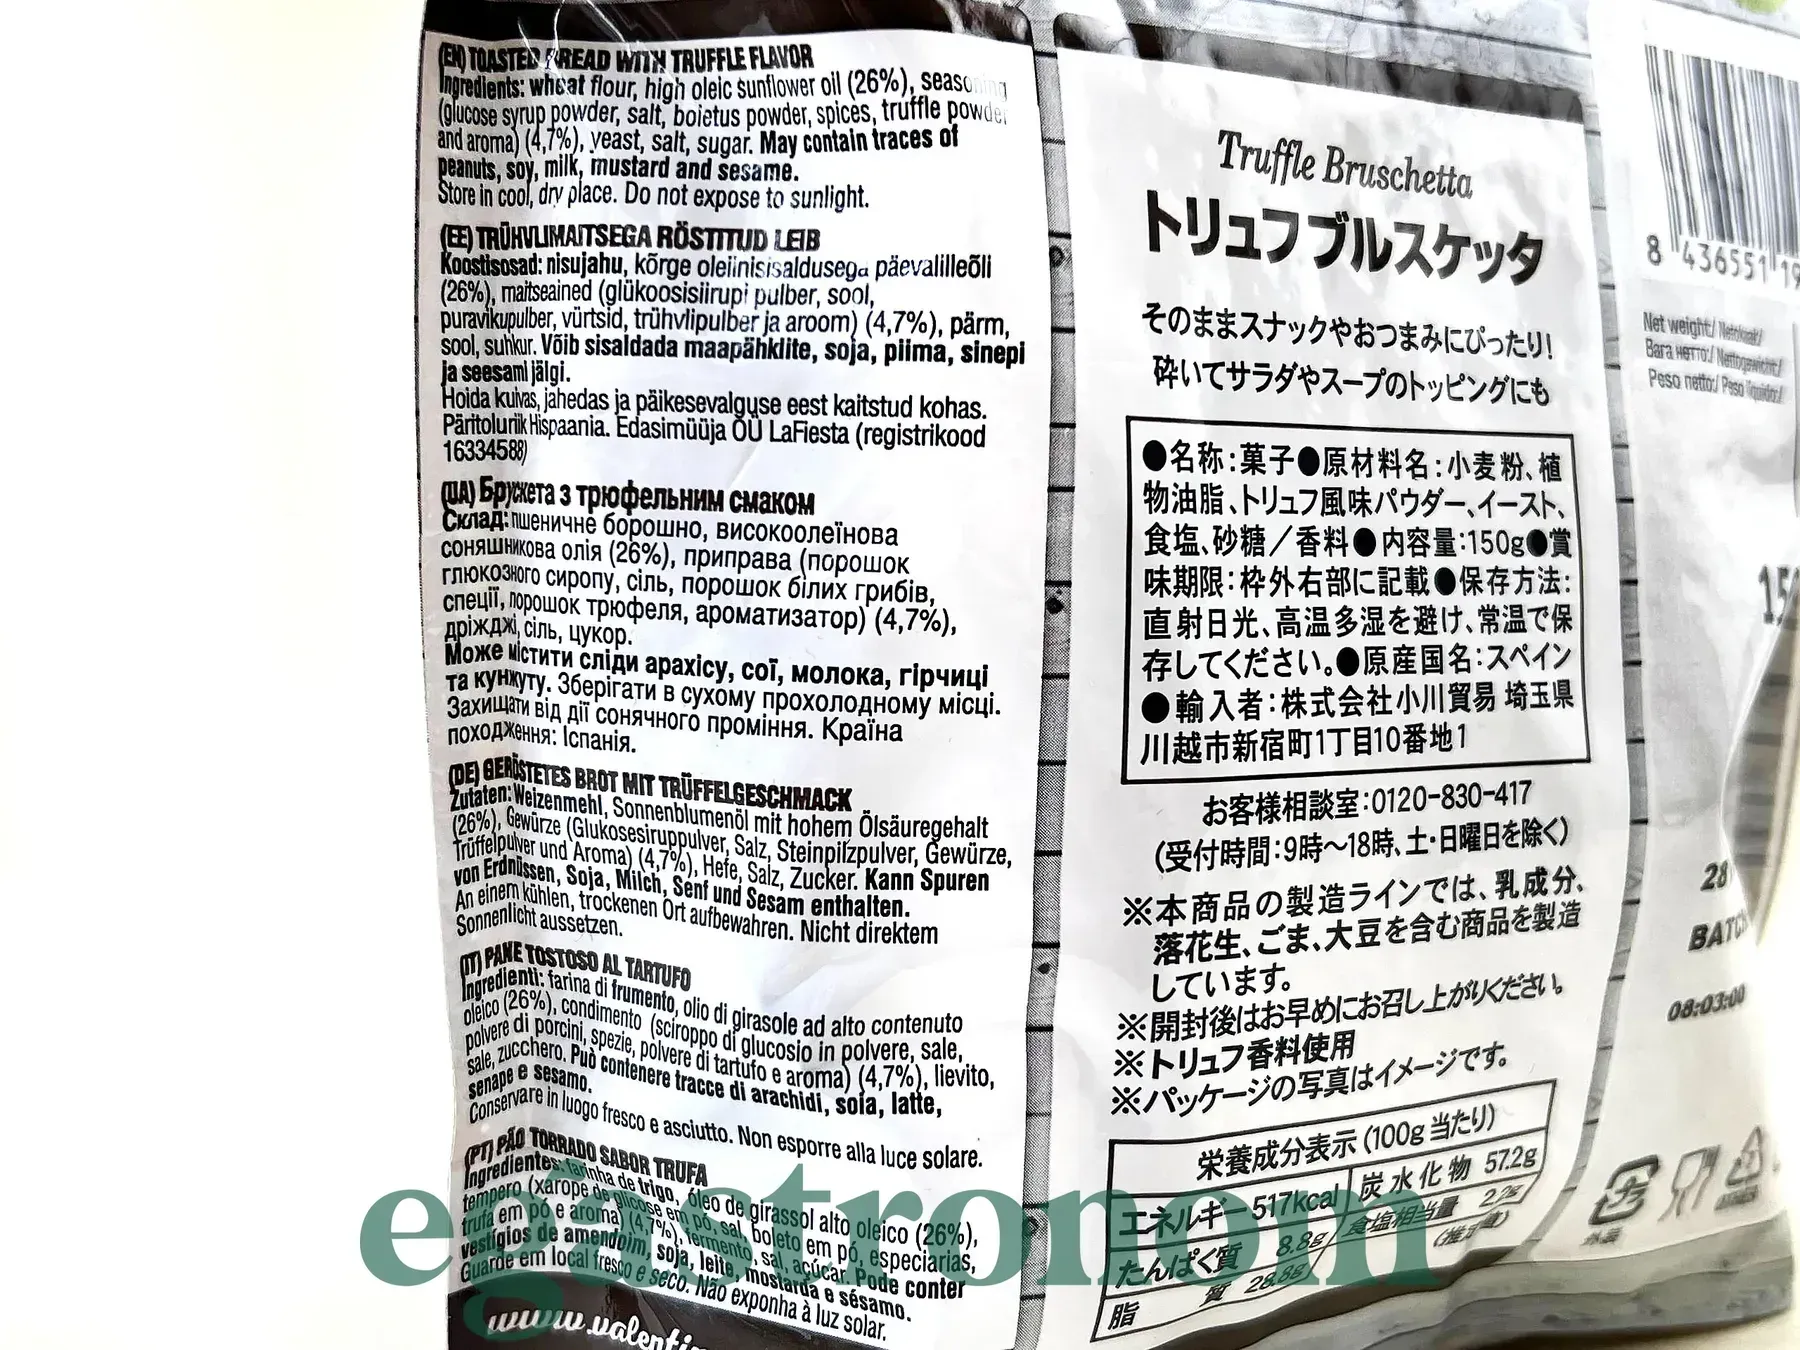 (EN) TOASTED BREAD WITH TRUFFLE FLAVOR
Ingredients: wheat flour, high oleic sunflower oil (26%), seasoning
(glucose syrup powder, salt, boletus powder, spices, truffle powder
and aroma) (4,7%), yeast, salt, sugar. May contain traces of
peanuts, soy, milk, mustard and sesame.
Store in cool, dry place. Do not expose to sunlight.
(EE) TRÜHVLIMAITSEGA RÖSTITUD LEIB
Koostisosad: nisujahu, kõrge oleiinisisaldusega päevalilleõli
(26%), maitseained (glükoosisiirupi pulber, sool,
puravikupulber, vürtsid, trühvlipulber ja aroom) (4,7%), pärm,
sool, suhkur. Võib sisaldada maapähklite, soja, piima, sinepi
ja seesami jälgi.
Hoida kuivas, jahedas ja päikesevalguse eest kaitstud kohas.
Päritoluriik Hispaania. Edasimüüja OÜ LaFiesta (registrikood
16334588)
(UA) Брускета з трюфельним смаком
Склад: пшеничне борошно, високоолеїнова
соняшникова олія (26%), приправа (порошок
глюкозного сиропу, сіль, порошок білих грибів,
спеції, порошок трюфеля, ароматизатор) (4,7%),
дріжджі, сіль, цукор.
Може містити сліди арахісу, сої, молока, гірчиці
та кунжуту. Зберігати в сухому прохолодному місці.
Захищати від дії сонячного проміння. Країна
походження: Іспанія.
(DE) GERÖSTETES BROT MIT TRÜFFELGESCHMACK
Zutaten: Weizenmehl, Sonnenblumenöl mit hohem Ölsäuregehalt
(26%), Gewürze (Glukosesiruppulver, Salz, Steinpilzpulver, Gewürze,
Trüffelpulver und Aroma) (4,7%), Hefe, Salz, Zucker. Kann Spuren
von Erdnüssen, Soja, Milch, Senf und Sesam enthalten.
An einem kühlen, trockenen Ort aufbewahren. Nicht direktem
Sonnenlicht aussetzen.
(IT) PANE TOSTOSO AL TARTUFO
Ingredienti: farina di frumento, olio di girasole ad alto contenuto
oleico (26%), condimento (sciroppo di glucosio in polvere, sale,
polvere di porcini, spezie, polvere di tartufo e aroma) (4,7%), lievito,
sale, zucchero. Può contenere tracce di arachidi, soia, latte,
senape e sesamo.
Conservare in luogo fresco e asciutto. Non esporre alla luce solare.
(PT) PÃO TORRADO SABOR TRUFA
Ingredientes: farinha de trigo, óleo de girassol alto oleico (26%),
tempero (xarope de glicose em pó, sal, boleto em pó, especiarias,
trufa em pó e aroma) (4,7%), fermento, sal, açúcar. Pode conter
vestígios de amendoim, soja, leite, mostarda e sésamo.
Guarde em local fresco e seco. Não exponha à luz solar.
www.valenti
Truffle Bruschetta
トリュフブルスケッタ
そのままスナックやおつまみにぴったり!
砕いてサラダやスープのトッピングにも
●名称:菓子●原材料名:小麦粉、植
物油脂、トリュフ風味パウダー、イースト、
食塩、砂糖/香料●内容量:150g●賞
味期限:枠外右部に記載●保存方法:
直射日光、高温多湿を避け、常温で保
存してください。●原産国名:スペイン
●輸入者:株式会社小川貿易 埼玉県
川越市新宿町1丁目10番地1
お客様相談室:0120-830-417
(受付時間:9時〜18時、土・日曜日を除く)
※本商品の製造ラインでは、乳成分、
落花生、ごま、大豆を含む商品を製造
しています。
※開封後はお早めにお召し上がりください。
※トリュフ香料使用
※パッケージの写真はイメージです。
栄養成分表示 (100g当たり)
エネルギー 517kcal 炭水化物 57.2g
たんぱく質 8.8g 食塩相当量 2.2g
脂 質 28.8g (推定値)
8 436551 19
Net weight/ Netokaal/
Вага нетто:/ Nettogewicht:/
Peso netto:/ Peso líquido:/
15
28
BATC
08:03:00
egastronom